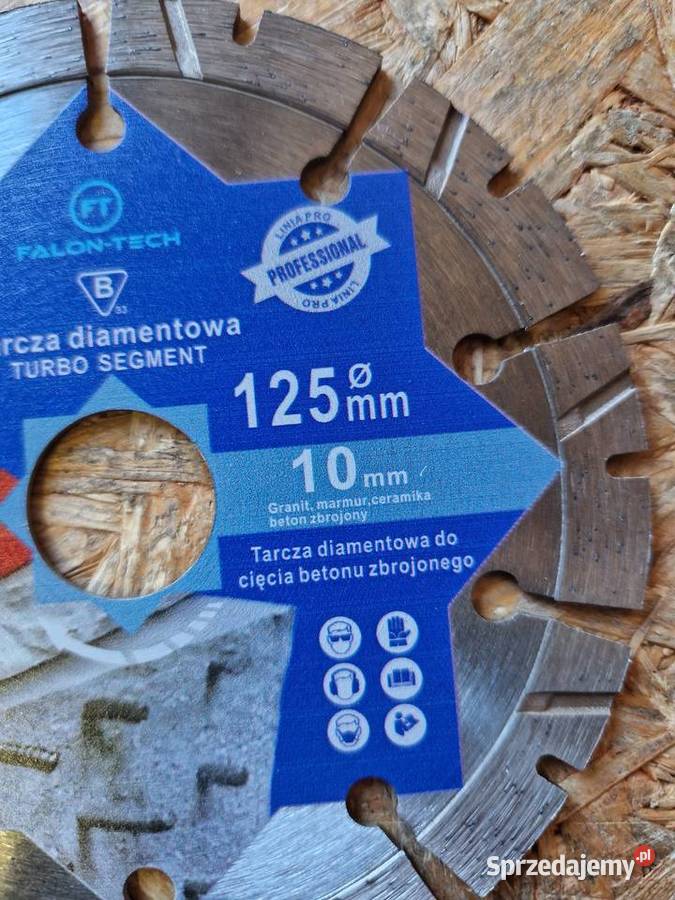 FT
FALON-TECH
LINIA PRO
PROFESSIONAL
LINIA PRO
B
TURBO SEGMENT
diamentowa
125 Ø mm
10 mm
Granit, marmur, ceramika
beton zbrojony
Tarcza diamentowa do
cięcia betonu zbrojonego
Sprzedajemy.pl